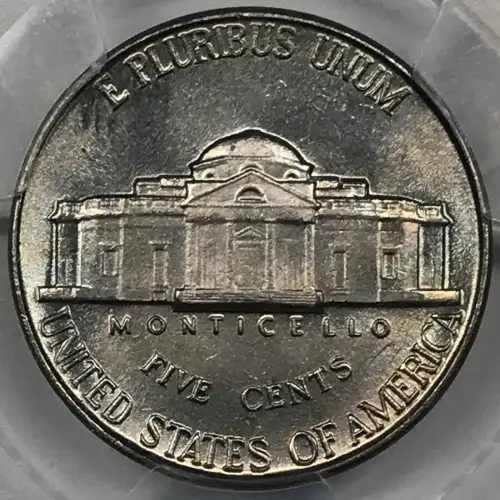 E PLURIBUS UNUM
MONTICELLO
FIVE CENTS
UNITED STATES OF AMERICA